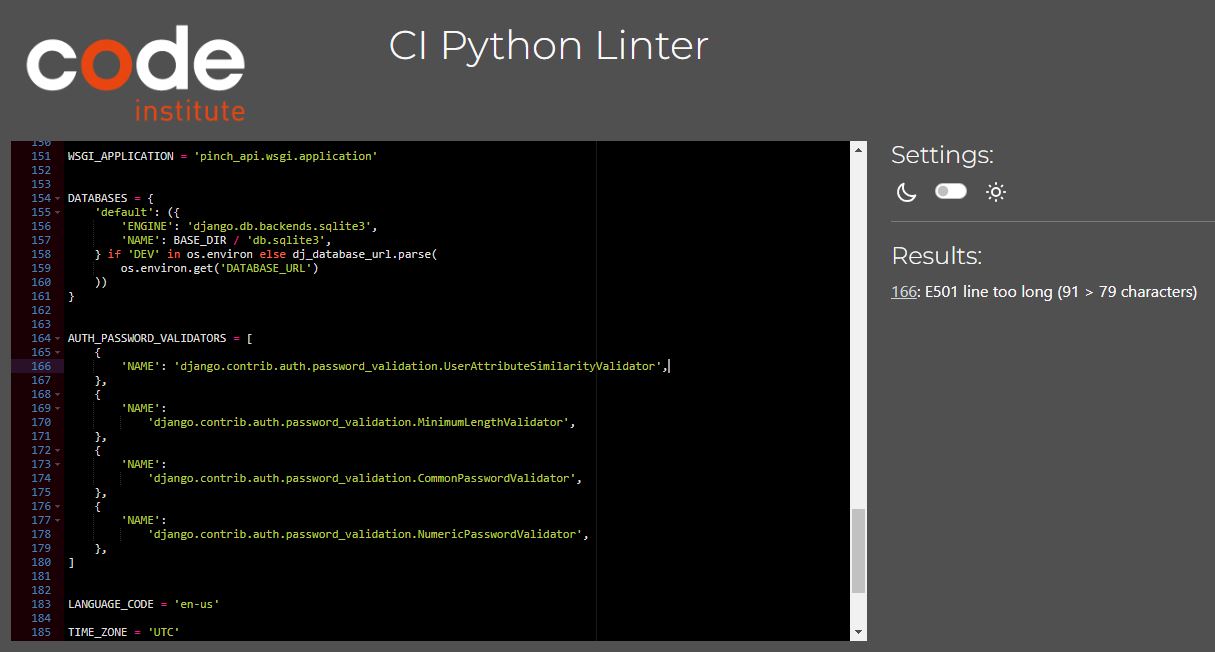 code
institute
CI Python Linter
150
151 WSGI_APPLICATION = 'pinch_api.wsgi.application'
152
153
154 DATABASES = {
155 'default': ({
156 'ENGINE': 'django.db.backends.sqlite3',
157 'NAME': BASE_DIR / 'db.sqlite3',
158 } if 'DEV' in os.environ else dj_database_url.parse(
159 os.environ.get('DATABASE_URL')
160 ))
161 }
162
163
164 AUTH_PASSWORD_VALIDATORS = [
165 {
166 'NAME': 'django.contrib.auth.password_validation.UserAttributeSimilarityValidator',
167 },
168 {
169 'NAME':
170 'django.contrib.auth.password_validation.MinimumLengthValidator',
171 },
172 {
173 'NAME':
174 'django.contrib.auth.password_validation.CommonPasswordValidator',
175 },
176 {
177 'NAME':
178 'django.contrib.auth.password_validation.NumericPasswordValidator',
179 },
180 ]
181
182
183 LANGUAGE_CODE = 'en-us'
184
185 TIME_ZONE = 'UTC'
Settings:
Results:
166: E501 line too long (91 > 79 characters)